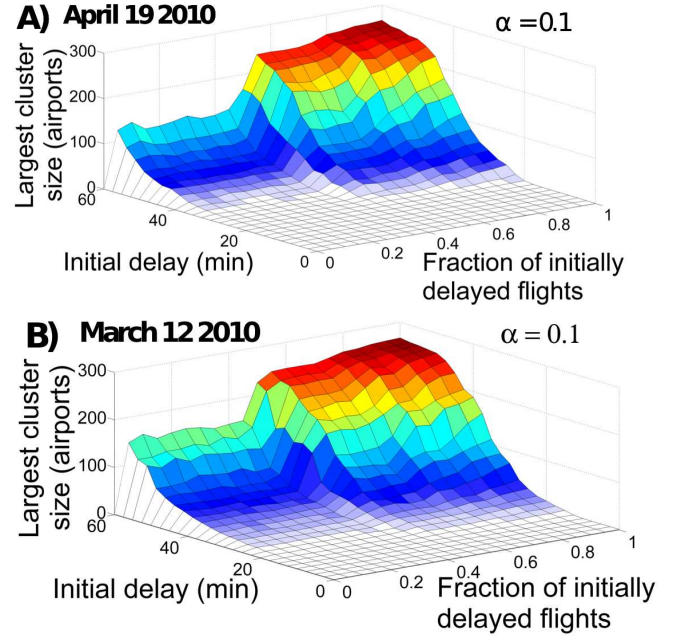 A) April 19 2010
α = 0.1
Largest cluster
size (airports)
300
200
100
0
60
40
20
0
Initial delay (min)
0
0.2
0.4
0.6
0.8
1
Fraction of initially
delayed flights
B) March 12 2010
α = 0.1
Largest cluster
size (airports)
300
200
100
0
60
40
20
0
Initial delay (min)
0
0.2
0.4
0.6
0.8
1
Fraction of initially
delayed flights